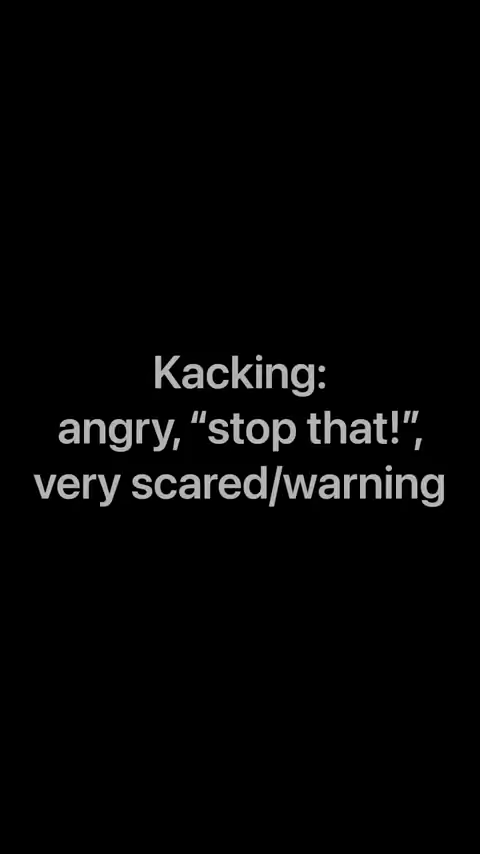 Kacking:
angry, “stop that!”,
very scared/warning